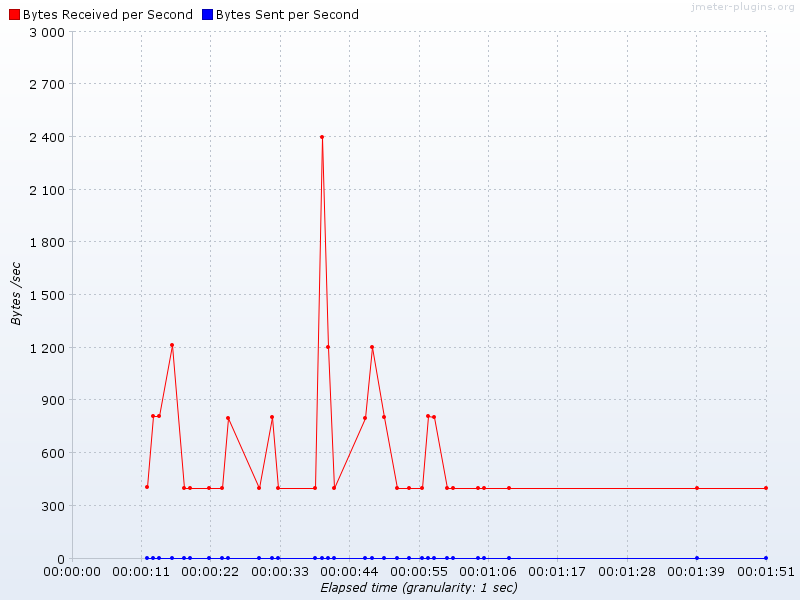 jmeter-plugins.org
Bytes Received per Second Bytes Sent per Second
3 000
2 700
2 400
2 100
1 800
1 500
1 200
900
600
300
0
Bytes /sec
00:00:00 00:00:11 00:00:22 00:00:33 00:00:44 00:00:55 00:01:06 00:01:17 00:01:28 00:01:39 00:01:51
Elapsed time (granularity: 1 sec)